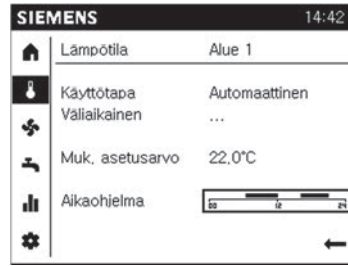 SIEMENS 14:42
Lämpötila Alue 1
Käyttötapa Automaattinen
Väliaikainen ...
Muk. asetusarvo 22,0°C
Aikaohjelma
00 12 24